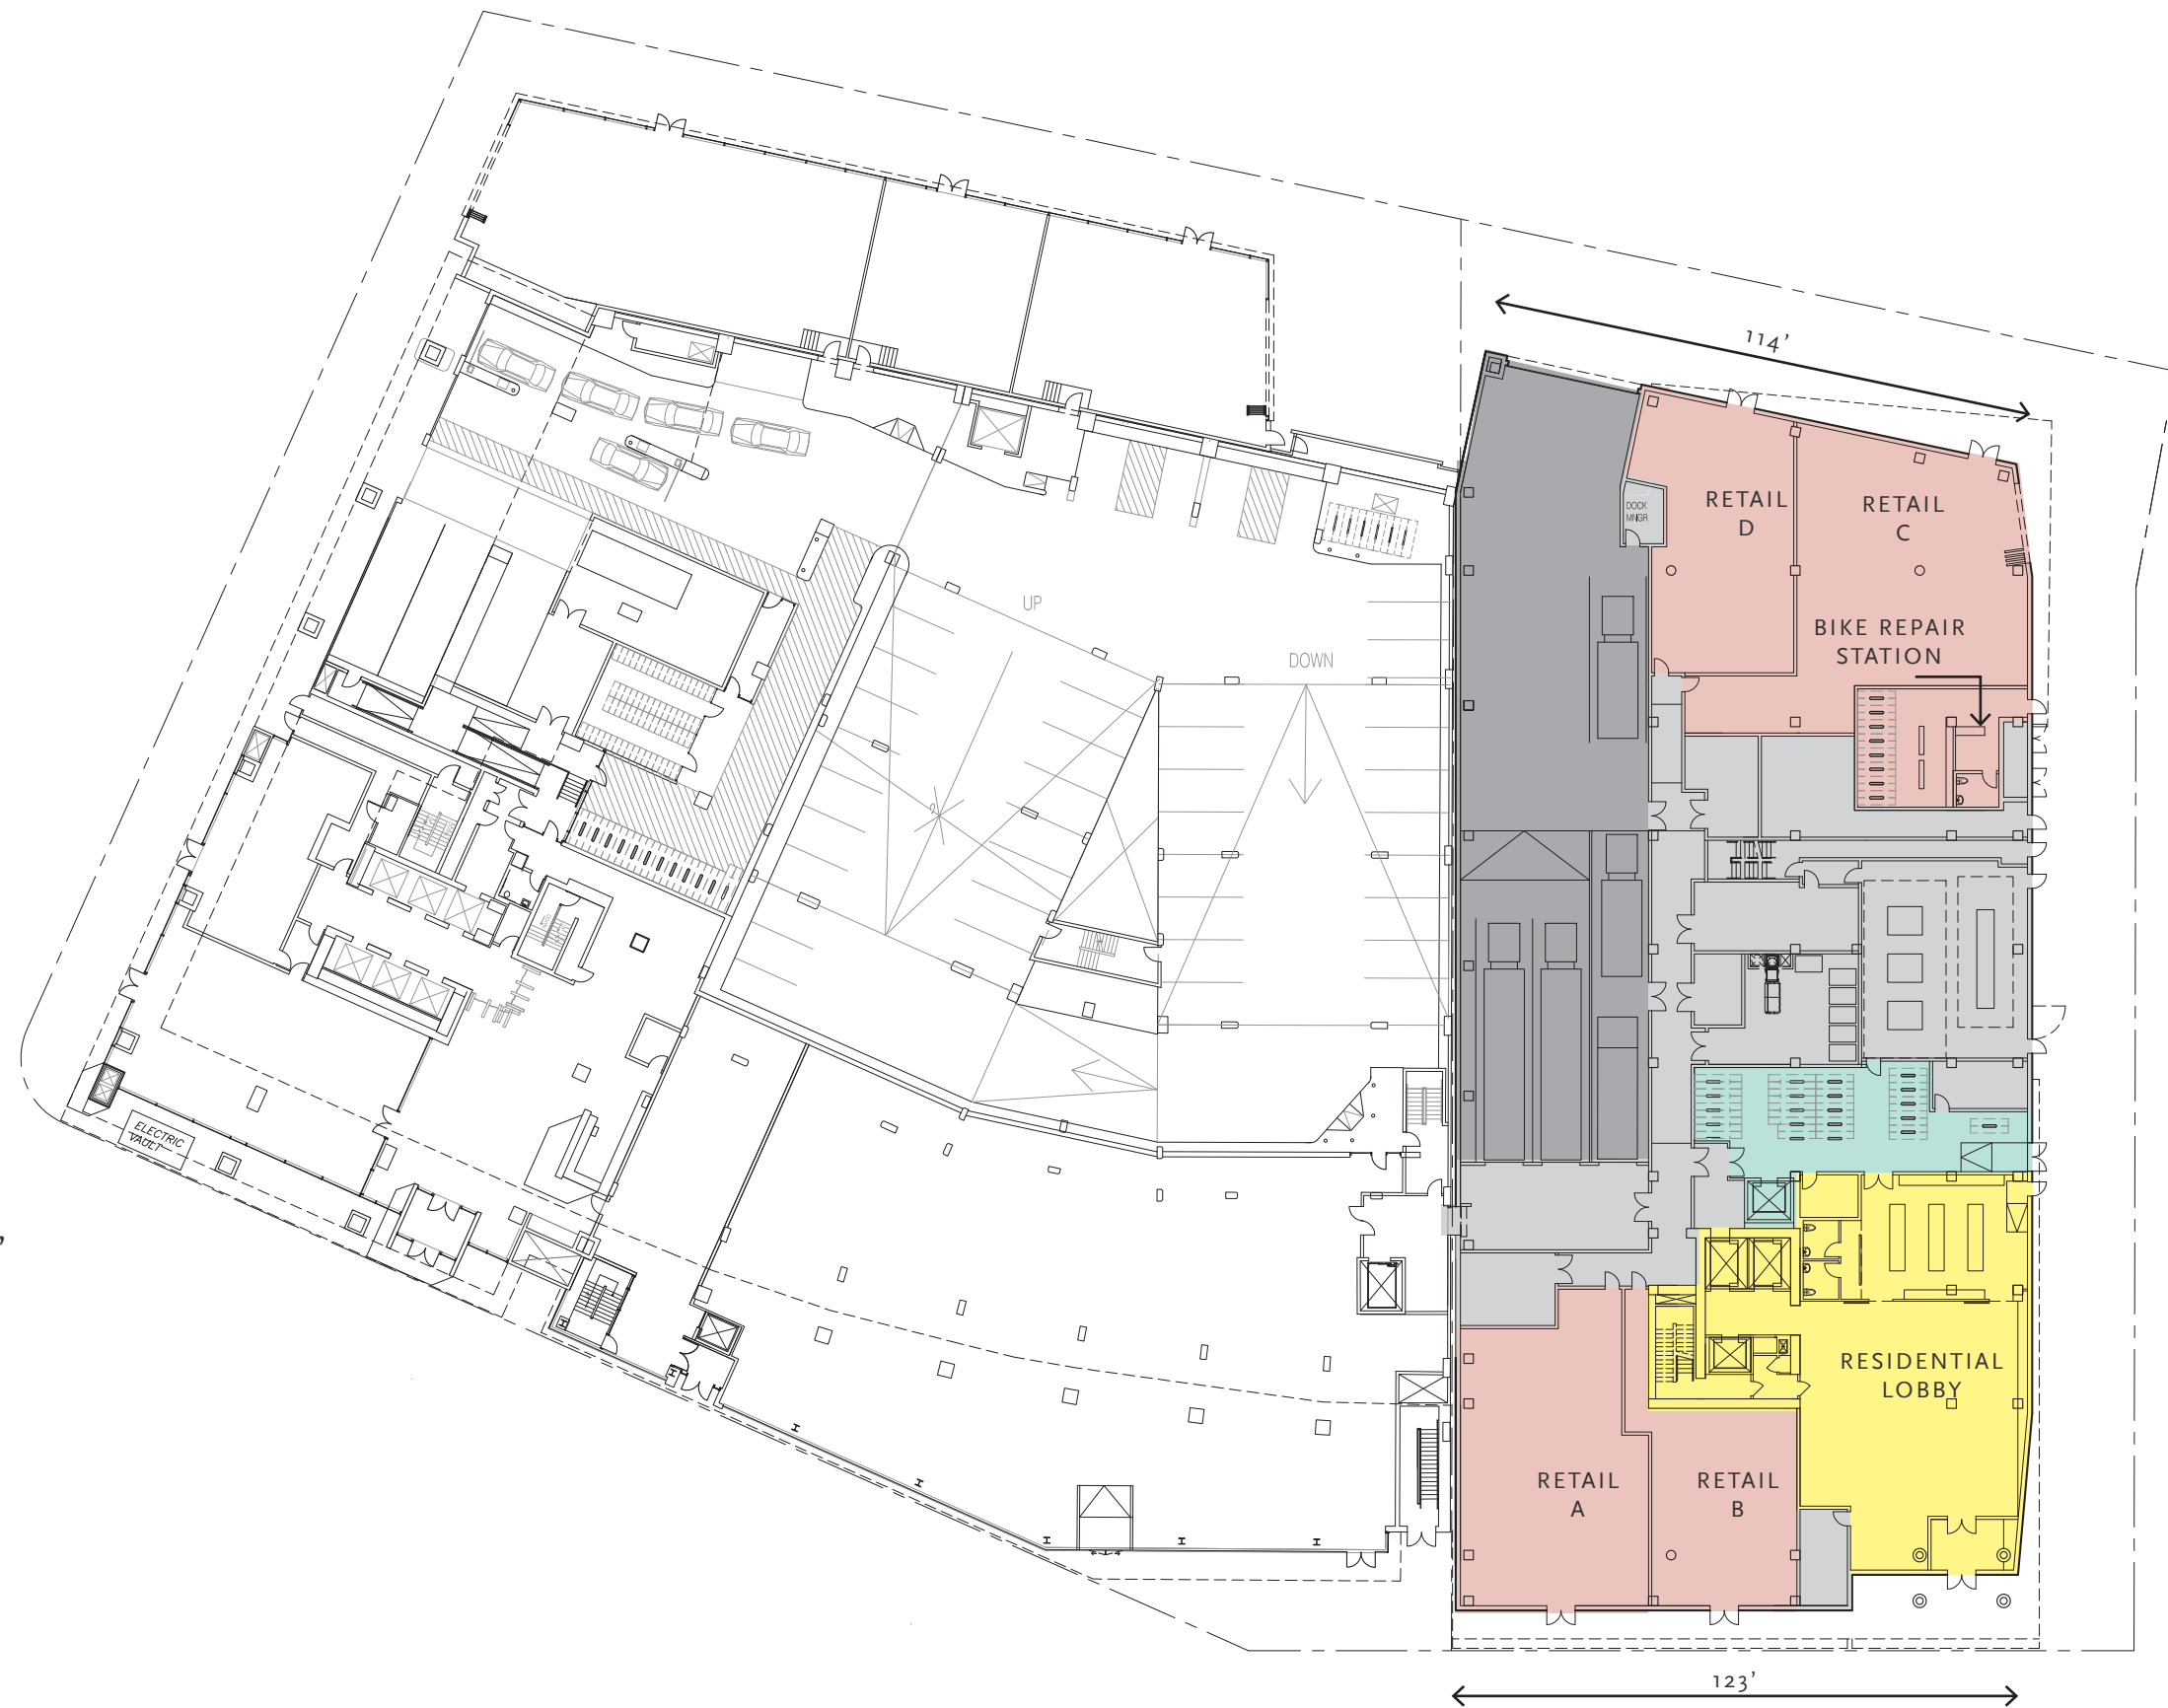 114’
RETAIL
D
RETAIL
C
DOCK
MNGR
UP
BIKE REPAIR
STATION
DOWN
ELECTRIC
VAULT
RESIDENTIAL
LOBBY
RETAIL
A
RETAIL
B
123’